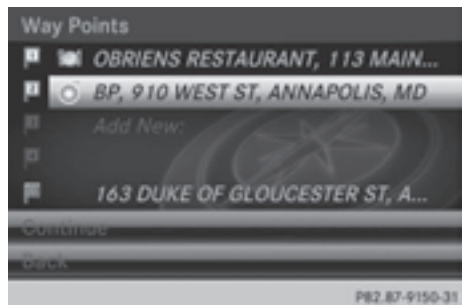 Way Points
OBRIENS RESTAURANT, 113 MAIN...
BP, 910 WEST ST, ANNAPOLIS, MD
Add New:
163 DUKE OF GLOUCESTER ST, A...
Continue
Back
P82.87-9150-31